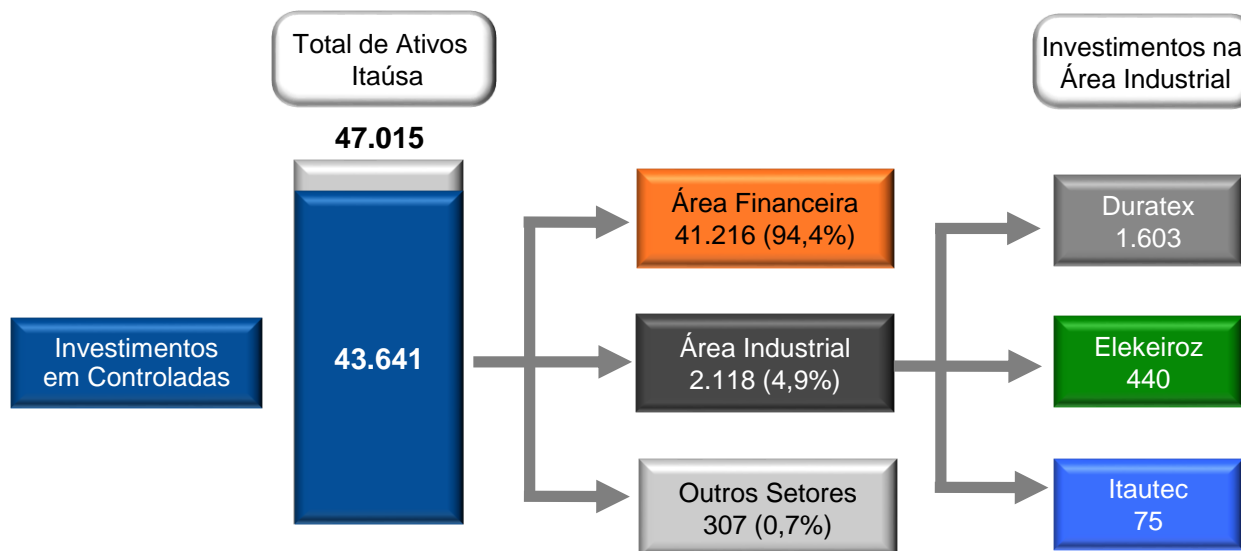 Total de Ativos
Itaúsa
Investimentos na
Área Industrial
47.015
Área Financeira
41.216 (94,4%)
Duratex
1.603
Investimentos
em Controladas
43.641
Área Industrial
2.118 (4,9%)
Elekeiroz
440
Outros Setores
307 (0,7%)
Itautec
75